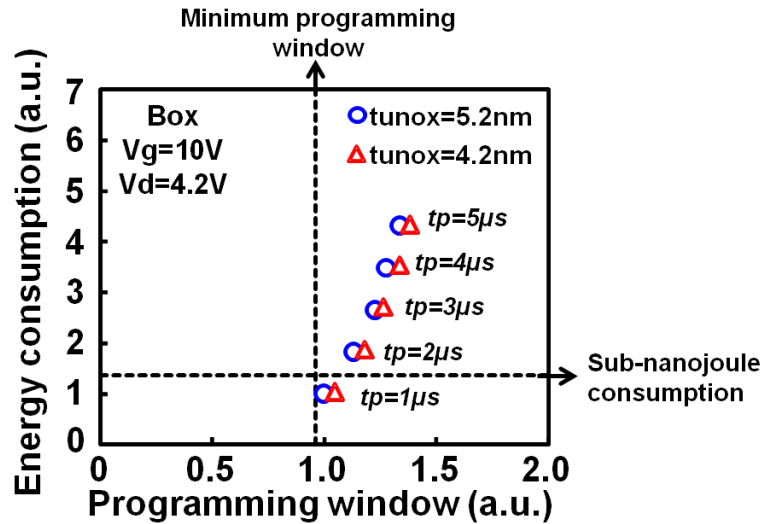 Minimum programming
window
Energy consumption (a.u.)
7
6
5
4
3
2
1
0
Box
Vg=10V
Vd=4.2V
tunox=5.2nm
tunox=4.2nm
tp=5µs
tp=4µs
tp=3µs
tp=2µs
tp=1µs
Sub-nanojoule
consumption
0 0.5 1.0 1.5 2.0
Programming window (a.u.)